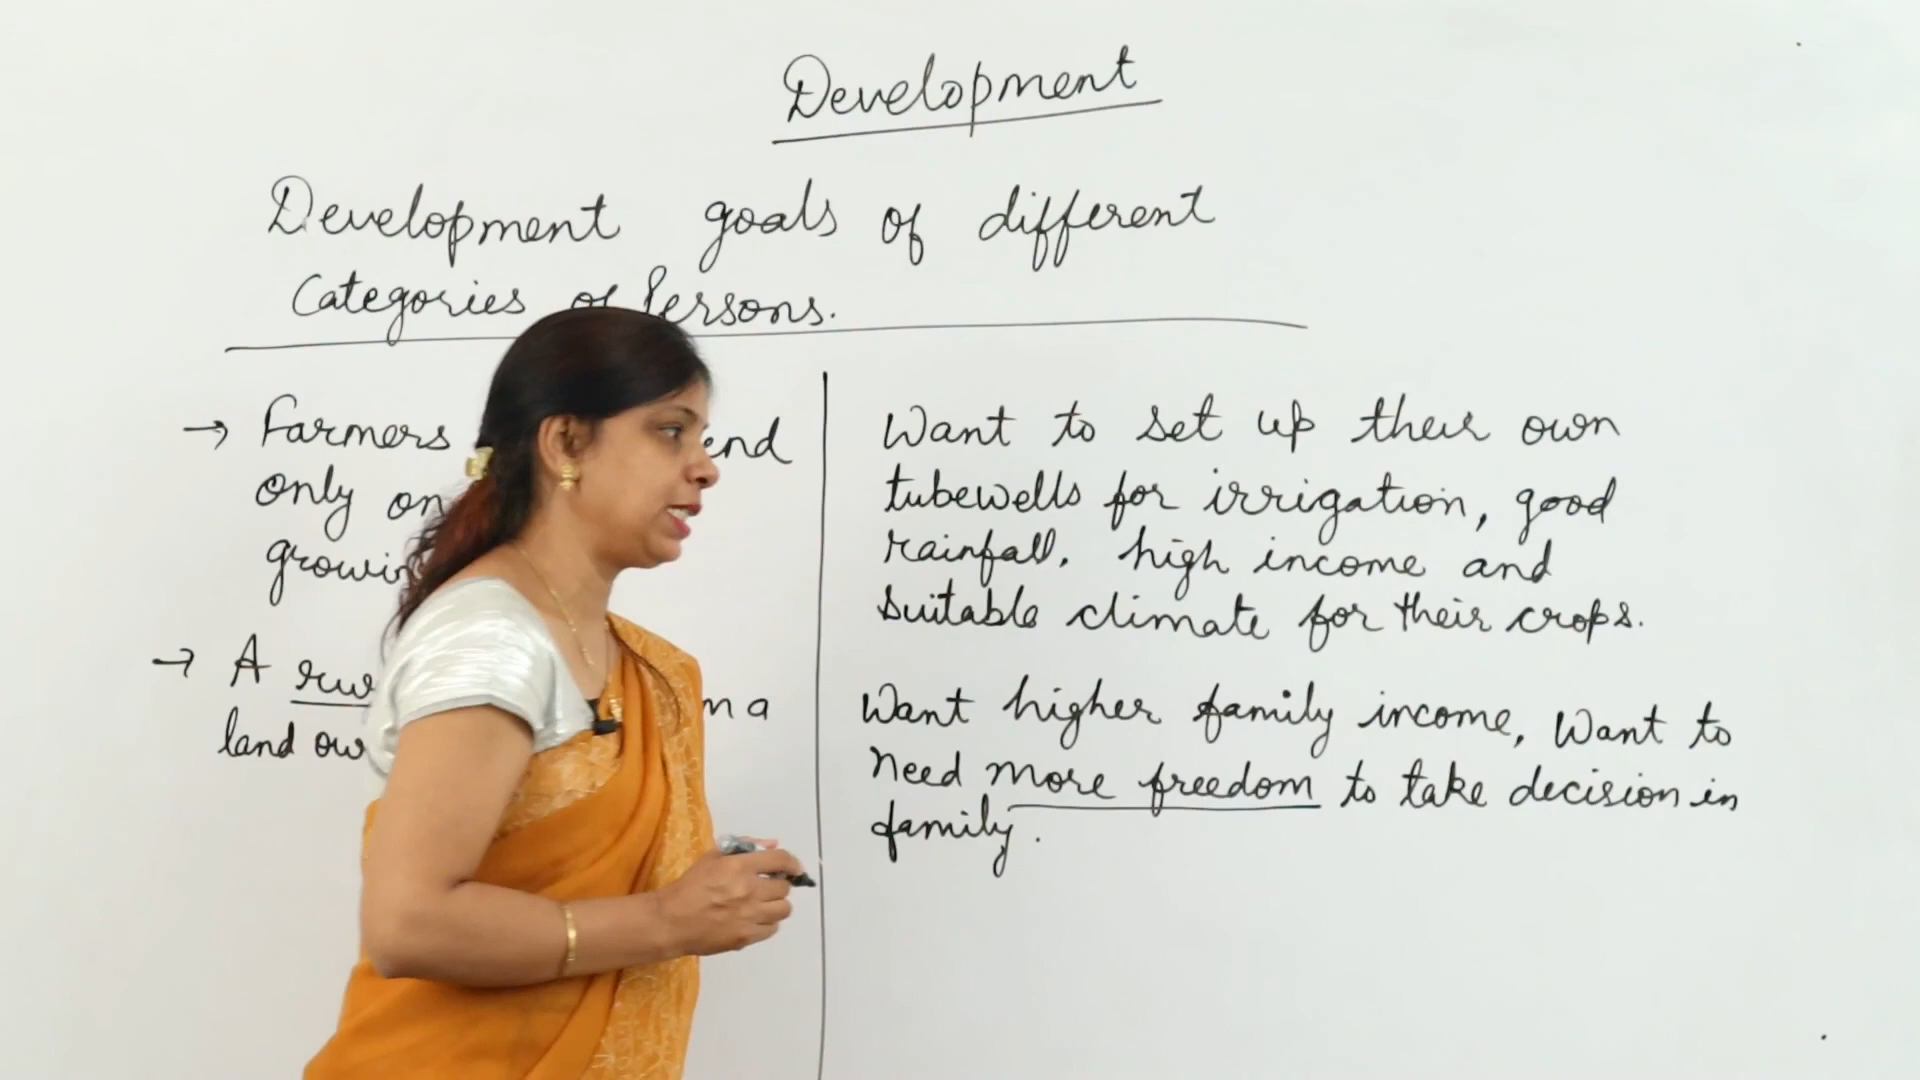 Development
Development goals of different
Categories of Persons.
→ Farmers
only on
→ A
land
Want to set up their own
tubewells for irrigation, good
rainfall. high income and
suitable climate for their crops.
Want higher family income, Want to
need more freedom to take decision in
family.